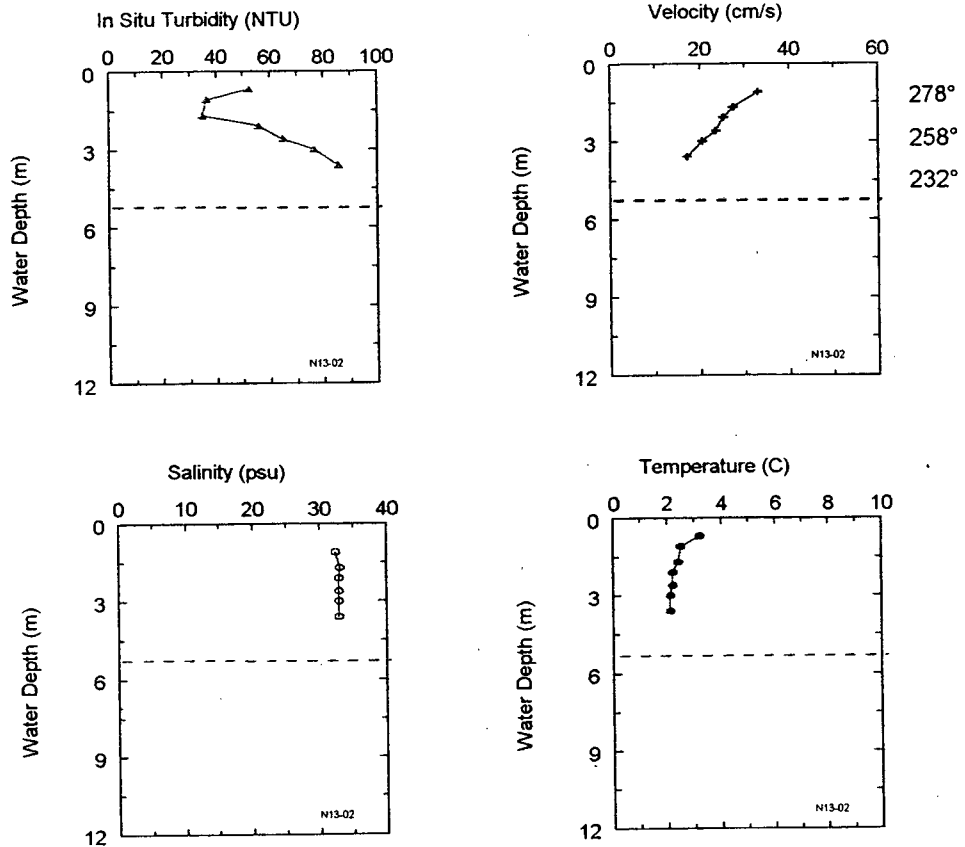 In Situ Turbidity (NTU)
0 20 40 60 80 100
0
3
6
9
12
Water Depth (m)
N13-02
Velocity (cm/s)
0 20 40 60
0
3
6
9
12
Water Depth (m)
278°
258°
232°
N13-02
Salinity (psu)
0 10 20 30 40
0
3
6
9
12
Water Depth (m)
N13-02
Temperature (C)
0 2 4 6 8 10
0
3
6
9
12
Water Depth (m)
N13-02